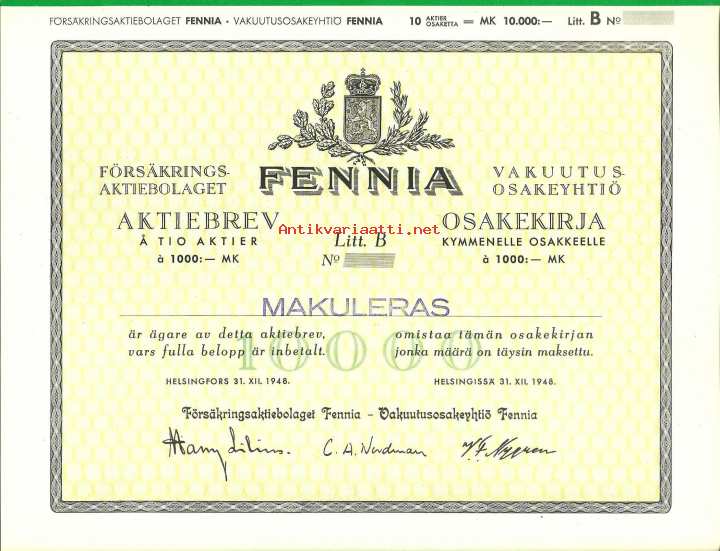 FÖRSÄKRINGSAKTIEBOLAGET FENNIA · VAKUUTUSOSAKEYHTIÖ FENNIA 10 AKTIER OSAKETTA = MK 10.000:— Litt. B No
FÖRSÄKRINGS-
AKTIEBOLAGET
FENNIA
VAKUUTUS-
OSAKEYHTIÖ
AKTIEBREV
Å TIO AKTIER
à 1000:— MK
Antikvariaatti.net
Litt. B
No
OSAKEKIRJA
KYMMENELLE OSAKKEELLE
à 1000:— MK
MAKULERAS
10000
är ägare av detta aktiebrev,
vars fulla belopp är inbetalt.
omistaa tämän osakekirjan
jonka määrä on täysin maksettu.
HELSINGFORS 31. XII. 1948.
HELSINGISSÄ 31. XII. 1948.
Försäkringsaktiebolaget Fennia – Vakuutusosakeyhtiö Fennia
C. A. Nordman